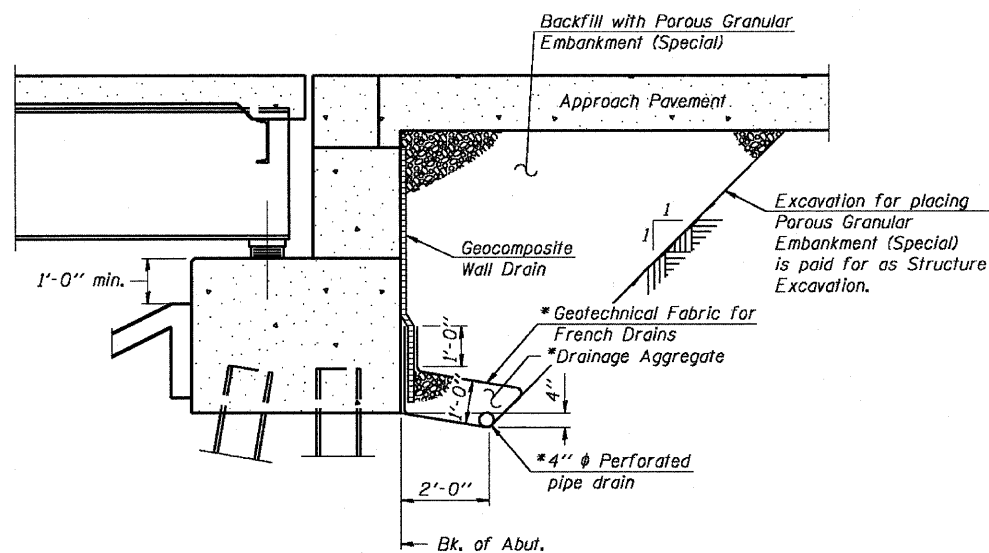 Backfill with Porous Granular
Embankment (Special)
Approach Pavement
1
1
Excavation for placing
Porous Granular
Embankment (Special)
is paid for as Structure
Excavation.
Geocomposite
Wall Drain
1'-0" min.
*Geotechnical Fabric for
French Drains
*Drainage Aggregate
1'-0"
1'-0"
4"
*4" ϕ Perforated
pipe drain
2'-0"
Bk. of Abut.